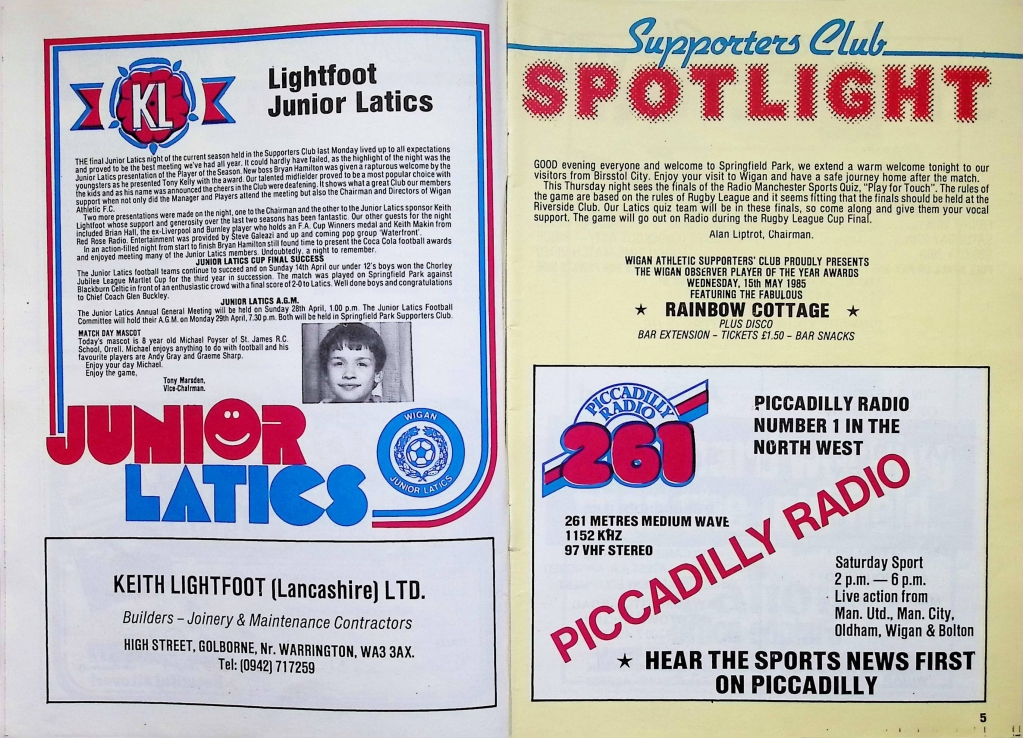 KL
Lightfoot
Junior Latics
THE final Junior Latics night of the current season held in the Supporters Club last Monday lived up to all expectations
and proved to be the best meeting we've had all year. It could hardly have failed, as the highlight of the night was the
Junior Latics presentation of the Player of the Season. New boss Bryan Hamilton was given a rapturous welcome by the
youngsters as he presented Tony Kelly with the award. Our talented midfielder proved to be a most popular choice with
the kids and as his name was announced the cheers in the Club were deafening. It shows what a great Club our members
support when not only did the Manager and Players attend the meeting but also the Chairman and Directors of Wigan
Athletic F.C.
Two more presentations were made on the night, one to the Chairman and the other to the Junior Latics sponsor Keith
Lightfoot whose support and generosity over the last two seasons has been fantastic. Our other guests for the night
included Brian Hall, the ex-Liverpool and Burnley player who holds an F.A. Cup Winners medal and Keith Makin from
Red Rose Radio. Entertainment was provided by Steve Galeazi and up and coming pop group 'Waterfront'.
In an action-filled night from start to finish Bryan Hamilton still found time to present the Coca Cola football awards
and enjoyed meeting many of the Junior Latics members. Undoubtedly, a night to remember.
JUNIOR LATICS CUP FINAL SUCCESS
The Junior Latics football teams continue to succeed and on Sunday 14th April our under 12's boys won the Chorley
Jubilee League Martlet Cup for the third year in succession. The match was played on Springfield Park against
Blackburn Celtic in front of an enthusiastic crowd with a final score of 2-0 to Latics. Well done boys and congratulations
to Chief Coach Glen Buckley.
JUNIOR LATICS A.G.M.
The Junior Latics Annual General Meeting will be held on Sunday 28th April, 1.00 p.m. The Junior Latics Football
Committee will hold their A.G.M. on Monday 29th April, 7.30 p.m. Both will be held in Springfield Park Supporters Club.
MATCH DAY MASCOT
Today's mascot is 8 year old Michael Poyser of St. James R.C.
School, Orrell. Michael enjoys anything to do with football and his
favourite players are Andy Gray and Graeme Sharp.
Enjoy your day Michael.
Enjoy the game,
Tony Marsden,
Vice-Chairman.
JUNIOR
LATICS
WIGAN
JUNIOR LATICS
KEITH LIGHTFOOT (Lancashire) LTD.
Builders – Joinery & Maintenance Contractors
HIGH STREET, GOLBORNE, Nr. WARRINGTON, WA3 3AX.
Tel: (0942) 717259
Supporters Club
SPOTLIGHT
GOOD evening everyone and welcome to Springfield Park, we extend a warm welcome tonight to our
visitors from Birsstol City. Enjoy your visit to Wigan and have a safe journey home after the match.
This Thursday night sees the finals of the Radio Manchester Sports Quiz, "Play for Touch". The rules of
the game are based on the rules of Rugby League and it seems fitting that the finals should be held at the
Riverside Club. Our Latics quiz team will be in these finals, so come along and give them your vocal
support. The game will go out on Radio during the Rugby League Cup Final.
Alan Liptrot, Chairman.
WIGAN ATHLETIC SUPPORTERS' CLUB PROUDLY PRESENTS
THE WIGAN OBSERVER PLAYER OF THE YEAR AWARDS
WEDNESDAY, 15th MAY 1985
FEATURING THE FABULOUS
★ RAINBOW COTTAGE ★
PLUS DISCO
BAR EXTENSION – TICKETS £1.50 – BAR SNACKS
PICCADILLY
RADIO
261
PICCADILLY RADIO
NUMBER 1 IN THE
NORTH WEST
261 METRES MEDIUM WAVE
1152 KHZ
97 VHF STEREO
PICCADILLY RADIO
Saturday Sport
2 p.m. — 6 p.m.
Live action from
Man. Utd., Man. City,
Oldham, Wigan & Bolton
★ HEAR THE SPORTS NEWS FIRST
ON PICCADILLY
5